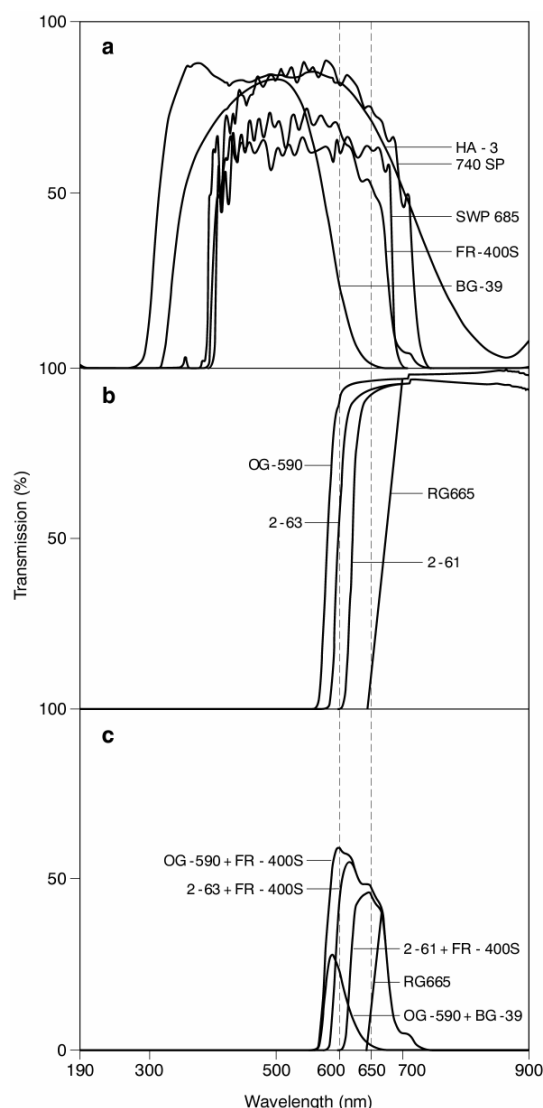 100
a
HA - 3
740 SP
50
SWP 685
FR-400S
BG-39
100
b
OG-590
RG665
2-63
50
2-61
Transmission (%)
100
c
OG-590 + FR - 400S
50
2-63 + FR - 400S
2-61 + FR - 400S
RG665
OG-590 + BG-39
0
190 300 500 600 650 700 900
Wavelength (nm)